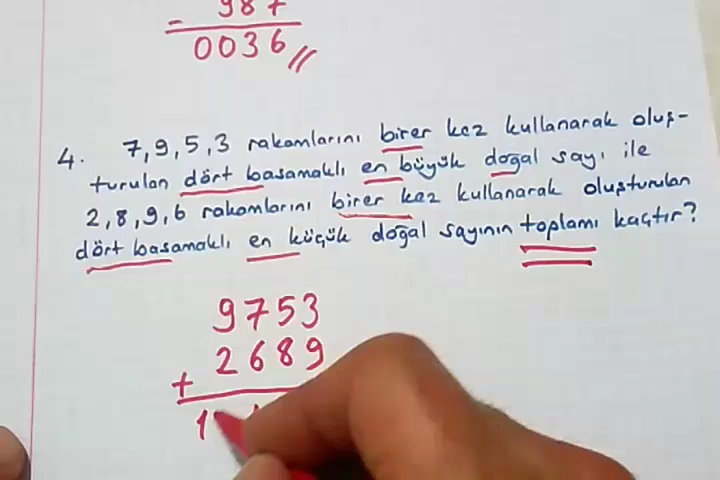 - 987
0036 //
4. 7,9,5,3 rakamlarını birer kez kullanarak oluş-
turulan dört basamaklı en büyük doğal sayı ile
2,8,9,6 rakamlarını birer kez kullanarak oluşturulan
dört basamaklı en küçük doğal sayının toplamı kaçtır?
9753
+ 2689
1